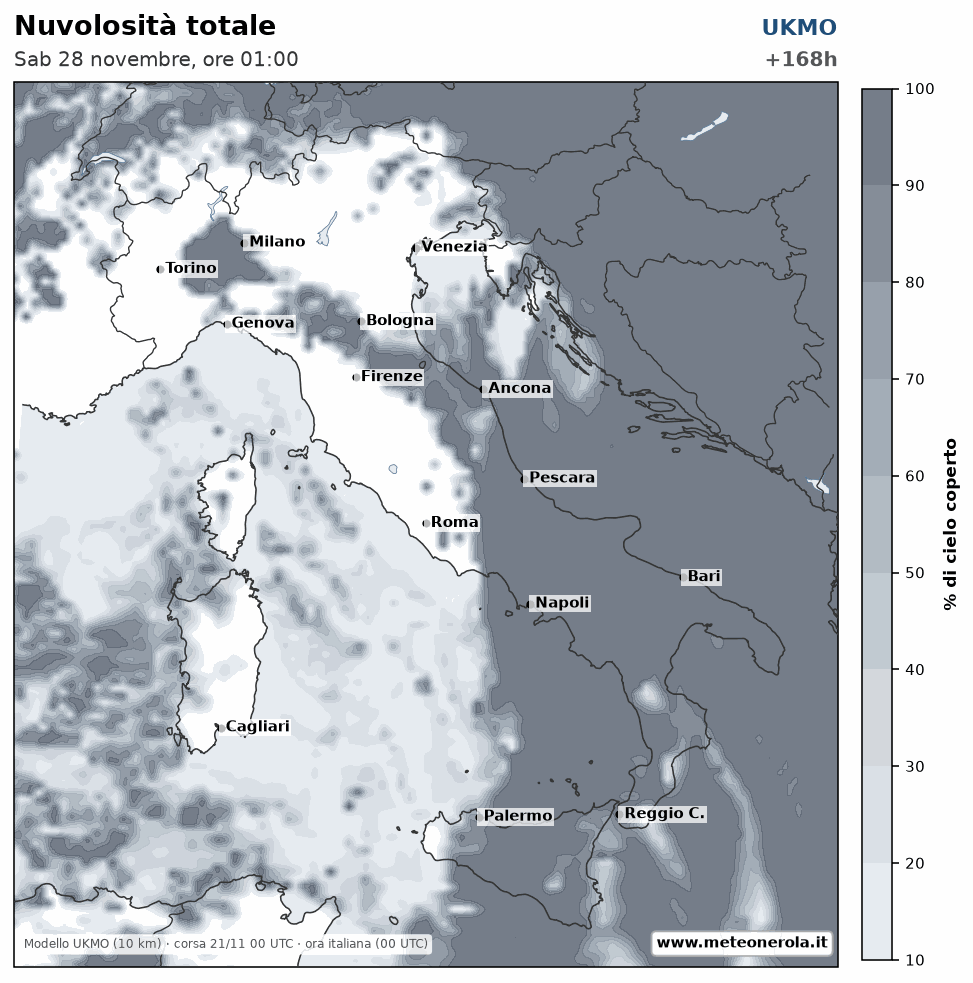 Nuvolosità totale
UKMO
Sab 28 novembre, ore 01:00
+168h
100
90
80
70
60
50
40
30
20
10
% di cielo coperto
Milano
Venezia
Torino
Genova
Bologna
Firenze
Ancona
Pescara
Roma
Bari
Napoli
Cagliari
Palermo
Reggio C.
Modello UKMO (10 km) · corsa 21/11 00 UTC · ora italiana (00 UTC)
www.meteonerola.it